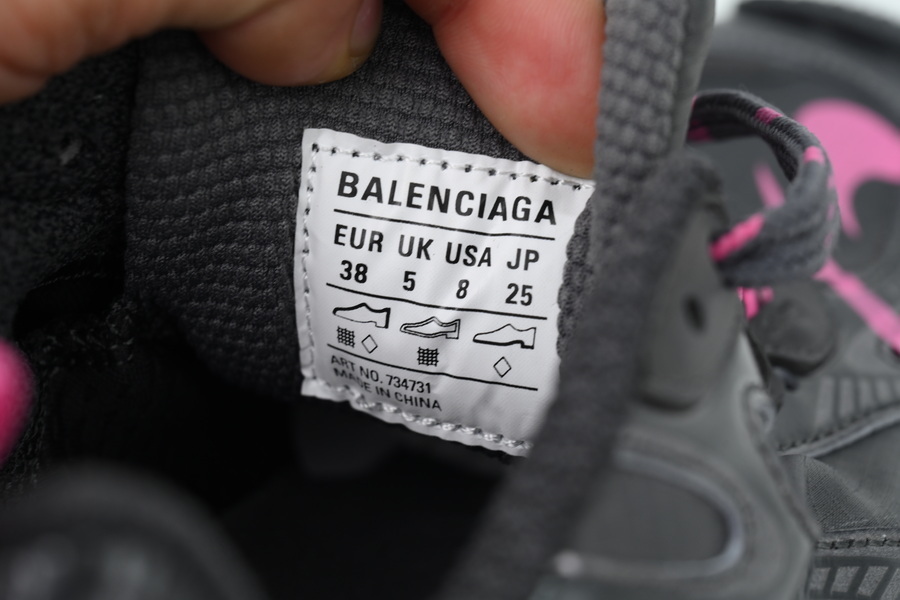 BALENCIAGA
EUR UK USA JP
38 5 8 25
ART NO. 734731
MADE IN CHINA